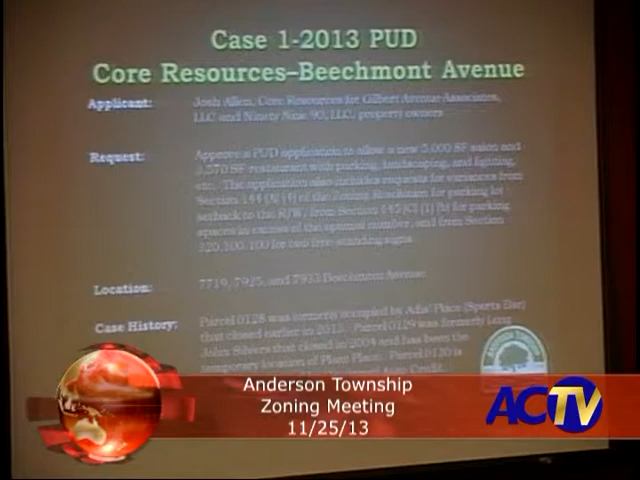 Case 1-2013 PUD
Core Resources–Beechmont Avenue
Applicant: Josh Allen, Core Resources for Gilbert Avenue Associates,
LLC and Ninety Nine 90, LLC, property owners
Request: Approve a PUD application to allow a new 5,000 SF salon and
3,570 SF restaurant with parking, landscaping, and lighting,
etc. The application also includes requests for variances from
Section of the Zoning Resolution for parking lot
setback to the R/W, from Section for parking
spaces in excess of the number, and from Section
for two free-standing signs
Location: 7925, and 7933 Beechmont Avenue
Case History: Parcel 0128 was formerly occupied by Place (Sports Bar)
that closed earlier in 2013. Parcel 0129 was formerly Long
John Silvers that closed in 2004 and has been the
temporary location of Plant Place. Parcel 0130 is
Anderson Township
Zoning Meeting
11/25/13
ACTV